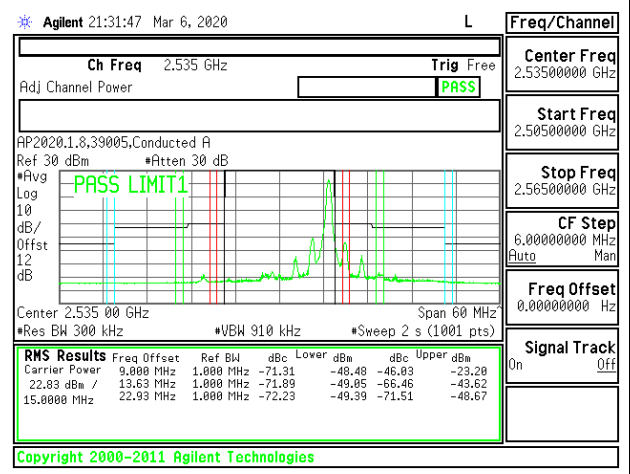 Agilent 21:31:47 Mar 6, 2020 L
Freq/Channel
Ch Freq 2.535 GHz Trig Free
Adj Channel Power PASS
Center Freq
2.53500000 GHz
Start Freq
2.50500000 GHz
AP2020.1.8,39005,Conducted A
Ref 30 dBm #Atten 30 dB
#Avg
Log
10
dB/
Offst
12
dB
PASS LIMIT1
Stop Freq
2.56500000 GHz
CF Step
6.00000000 MHz
Auto Man
Freq Offset
0.00000000 Hz
Center 2.535 00 GHz Span 60 MHz
#Res BW 300 kHz #VBW 910 kHz #Sweep 2 s (1001 pts)
Signal Track
On Off
RMS Results Freq Offset Ref BW dBc Lower dBm dBc Upper dBm
Carrier Power 9.000 MHz 1.000 MHz -71.31 -48.48 -46.03 -23.20
22.83 dBm / 13.63 MHz 1.000 MHz -71.89 -49.05 -66.46 -43.62
15.0000 MHz 22.93 MHz 1.000 MHz -72.23 -49.39 -71.51 -48.67
Copyright 2000-2011 Agilent Technologies